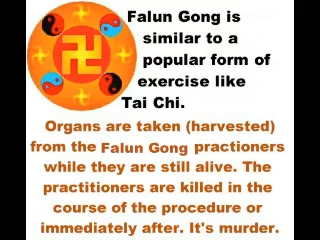 Falun Gong is
similar to a
popular form of
exercise like
Tai Chi.
Organs are taken (harvested)
from the Falun Gong practioners
while they are still alive. The
practitioners are killed in the
course of the procedure or
immediately after. It's murder.